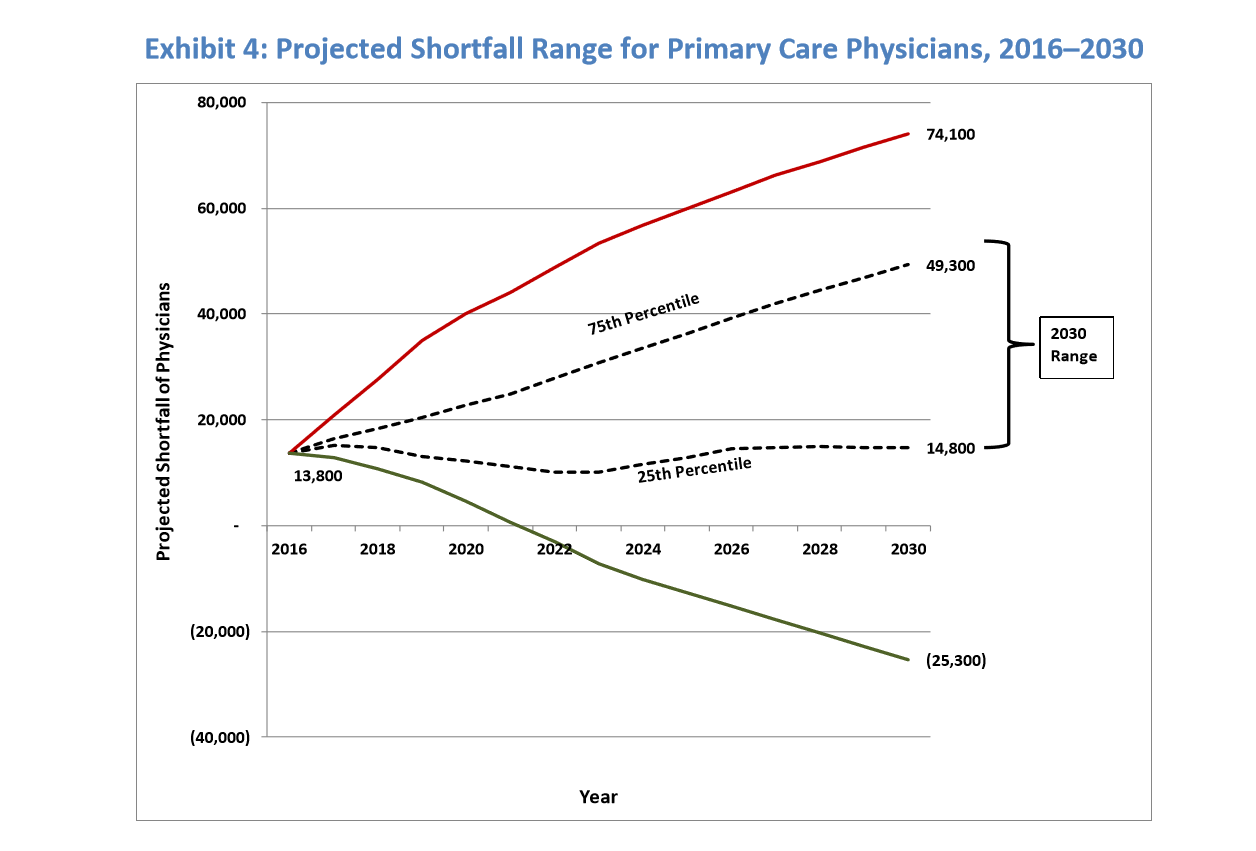 Exhibit 4: Projected Shortfall Range for Primary Care Physicians, 2016–2030
80,000
74,100
60,000
49,300
75th Percentile
40,000
2030
Range
20,000
14,800
25th Percentile
13,800
-
2016 2018 2020 2022 2024 2026 2028 2030
(20,000)
(25,300)
(40,000)
Projected Shortfall of Physicians
Year